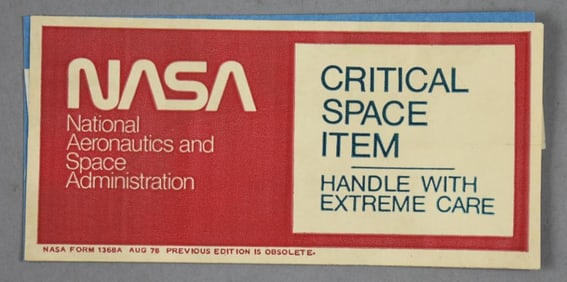 NASA
National
Aeronautics and
Space
Administration
CRITICAL
SPACE
ITEM
HANDLE WITH
EXTREME CARE
NASA FORM 1368A AUG 78 PREVIOUS EDITION IS OBSOLETE.